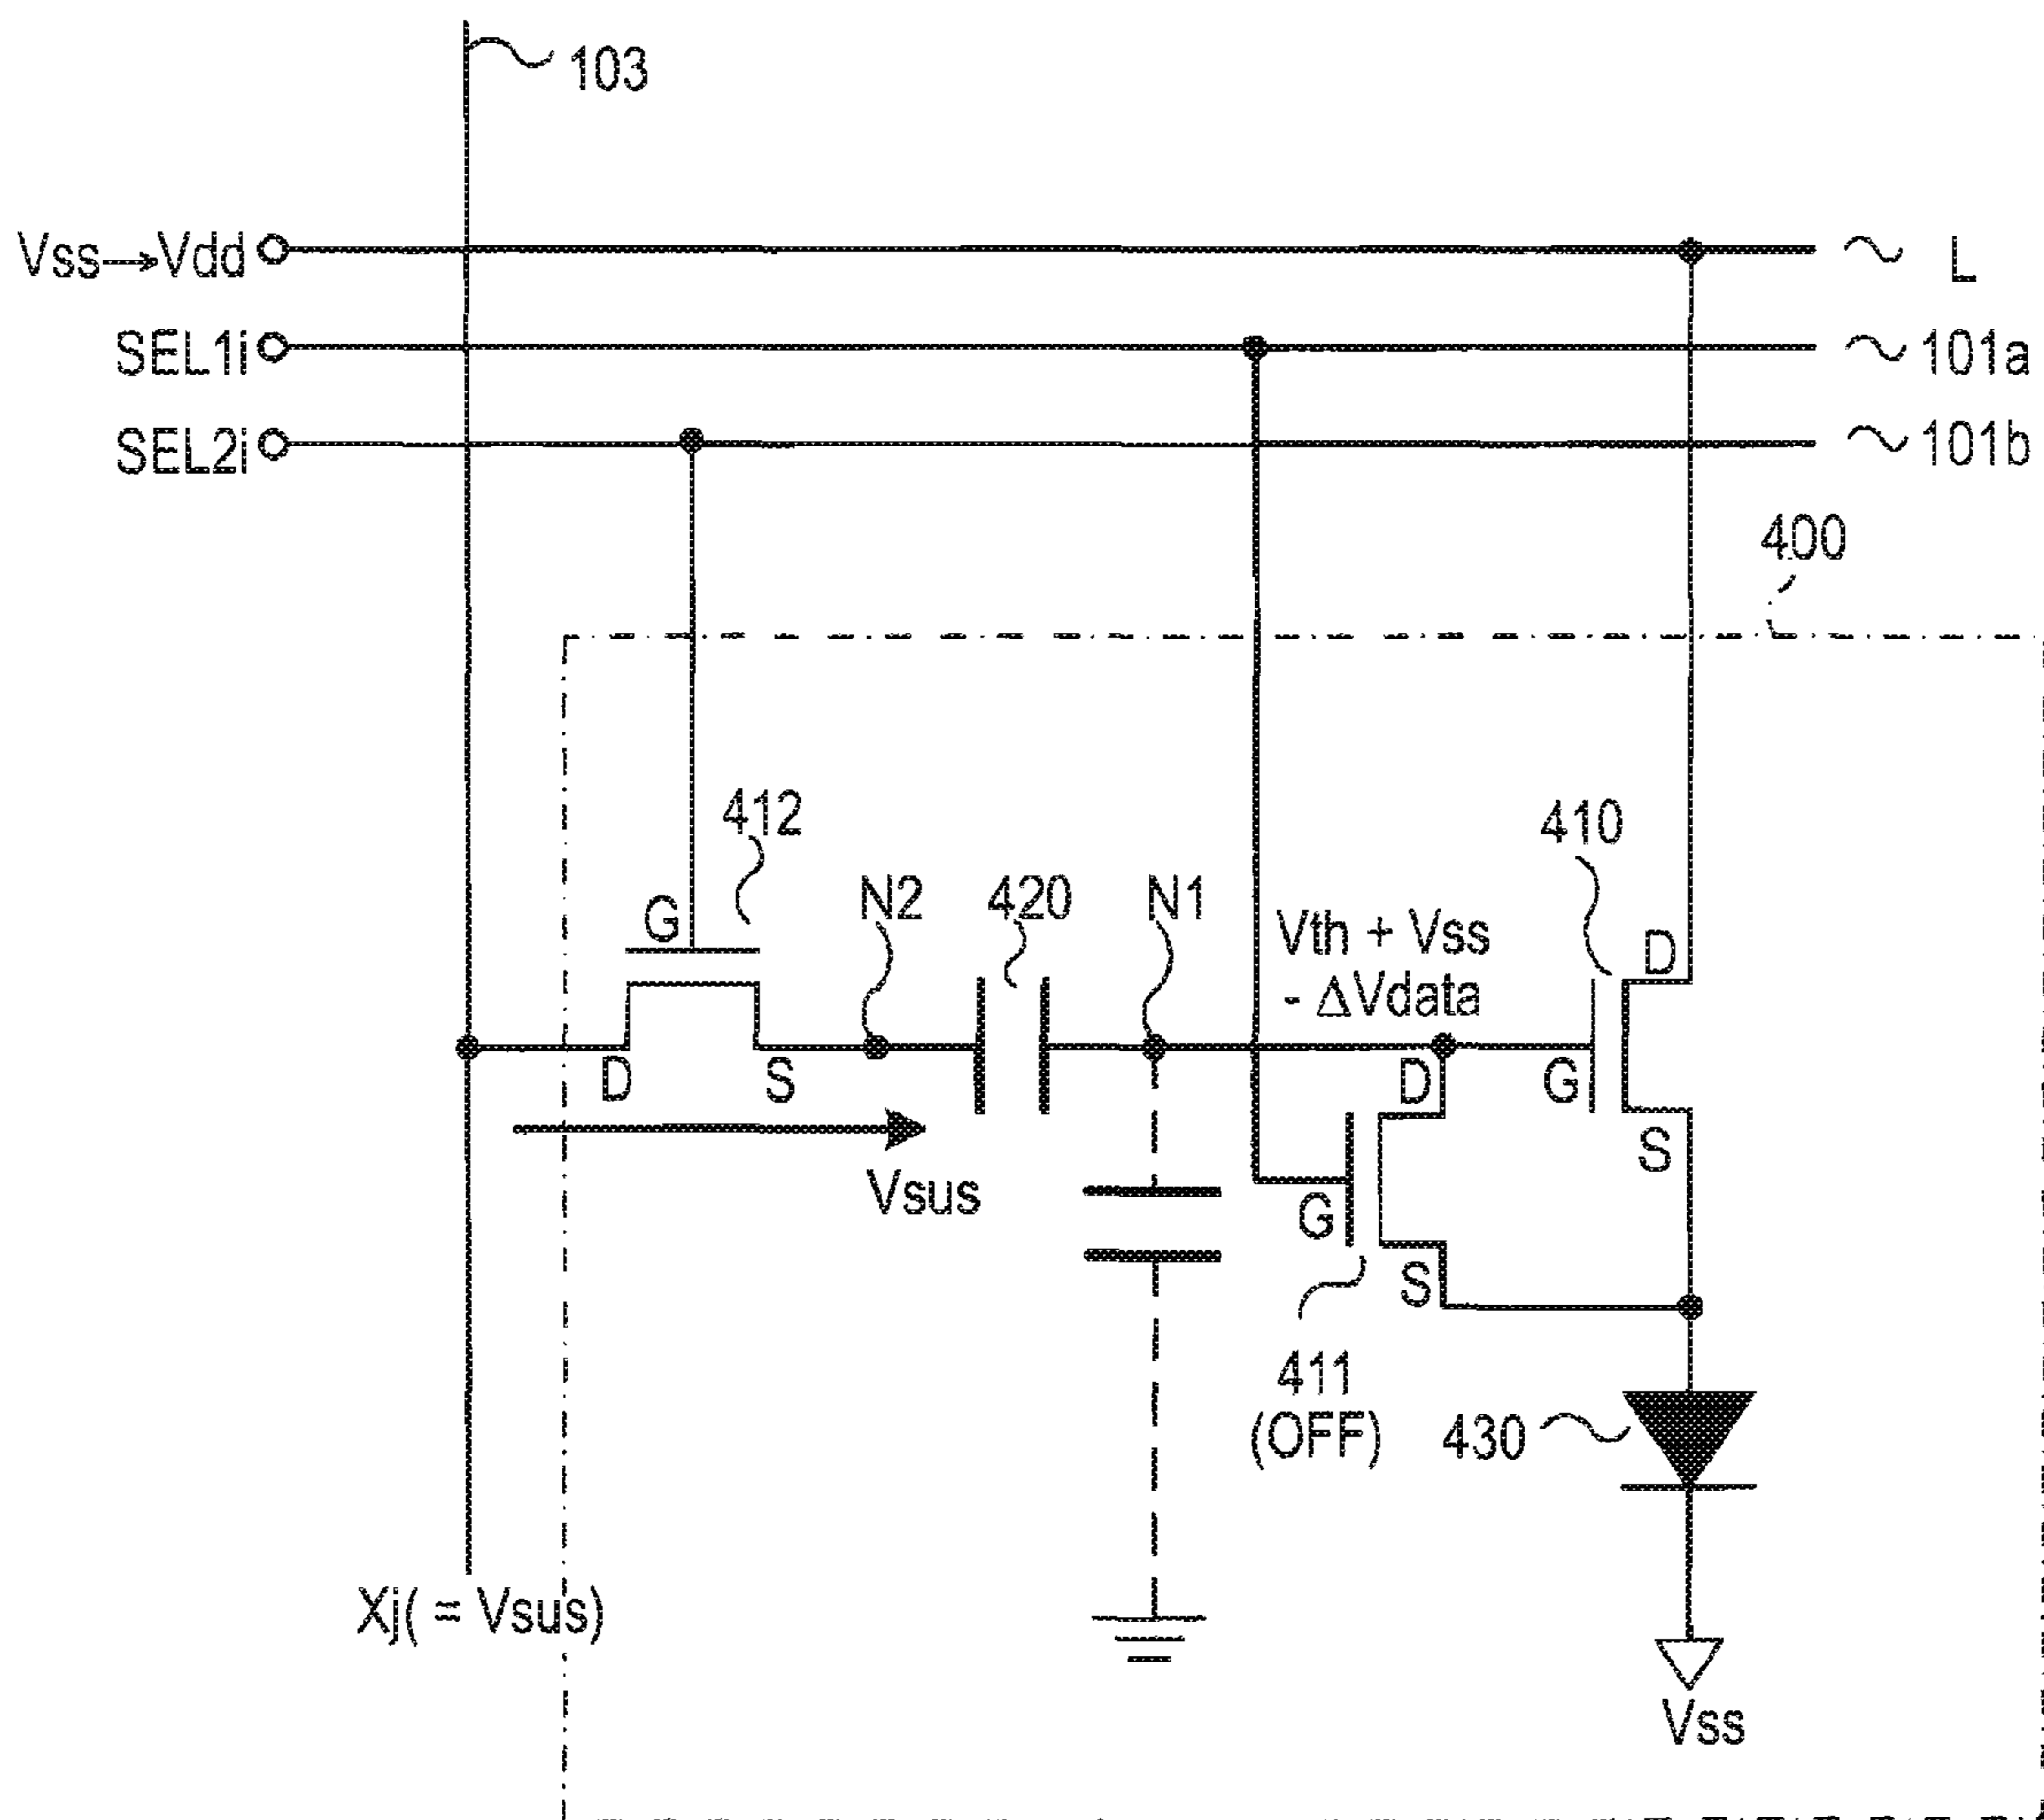 103
Vss→Vdd
L
SEL1i
101a
SEL2i
101b
400
412
410
G
N2
420
N1
Vth + Vss
- ΔVdata
D
D
S
D
G
S
Vsus
G
S
411
(OFF)
430
Xj( = Vsus)
Vss